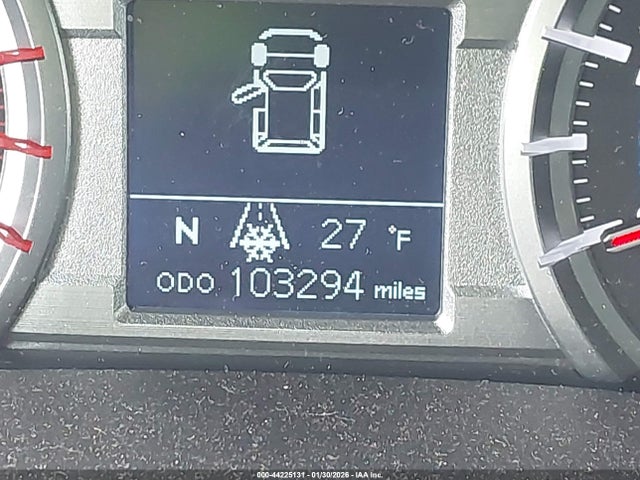 N 27 °F
ODO 103294 miles
000-44225131 - 01/30/2026 - IAA Inc.